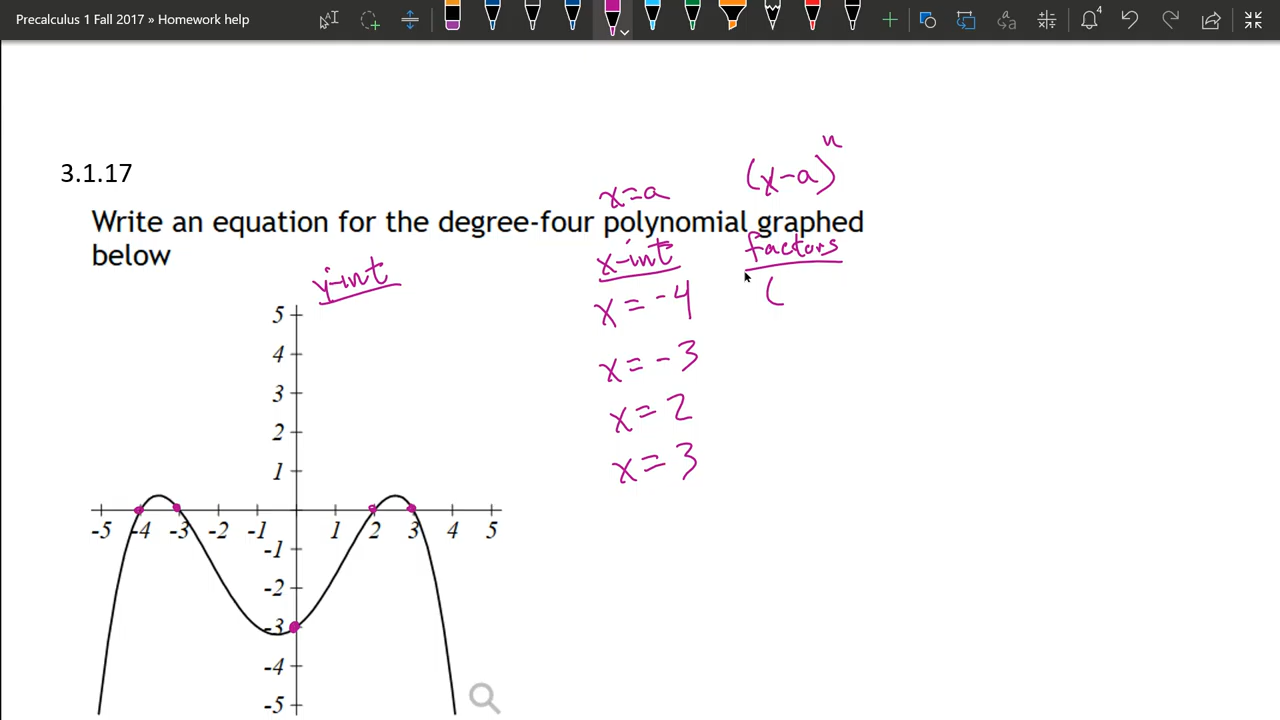 Precalculus 1 Fall 2017 » Homework help
4
3.1.17
(x-a)^n
x=a
Write an equation for the degree-four polynomial graphed
below
y-int
x-int
factors
x = -4
(
x = -3
x = 2
x = 3
5
4
3
2
1
-5 -4 -3 -2 -1 1 2 3 4 5
-1
-2
-3
-4
-5